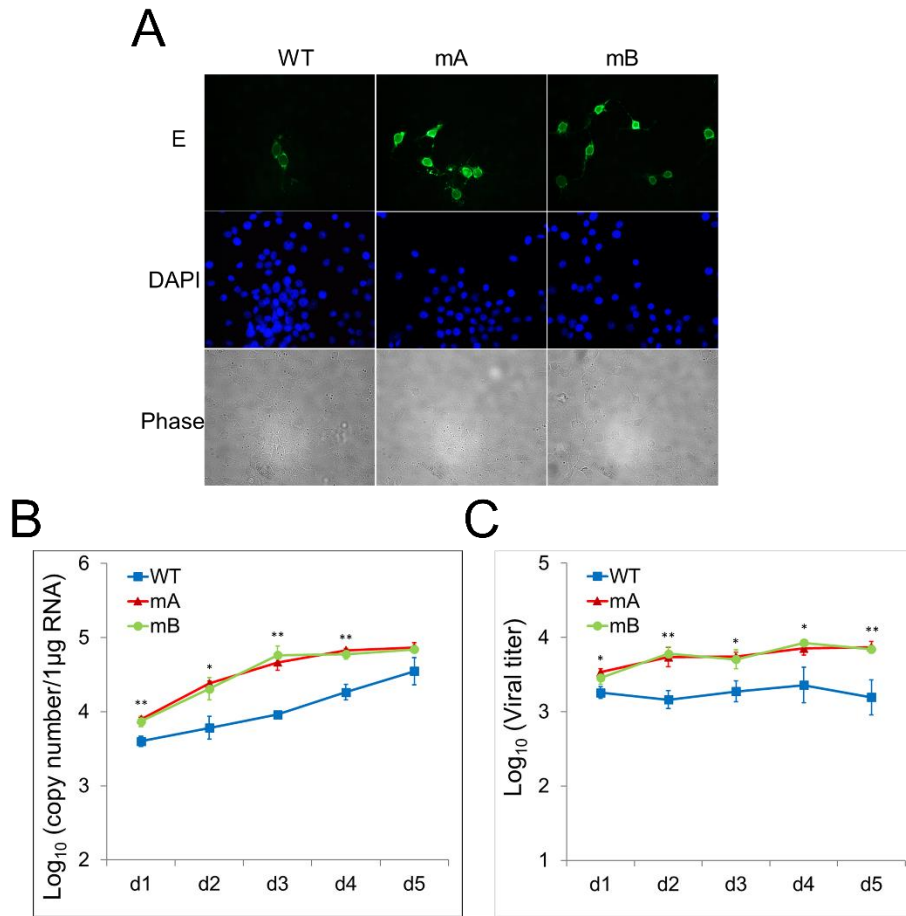 A
WT mA mB
E
DAPI
Phase
B
Log10 (copy number/1µg RNA)
6
5
4
3
2
WT
mA
mB
** * ** **
d1 d2 d3 d4 d5
C
Log10 (Viral titer)
5
4
3
2
1
WT
mA
mB
* ** * * **
d1 d2 d3 d4 d5